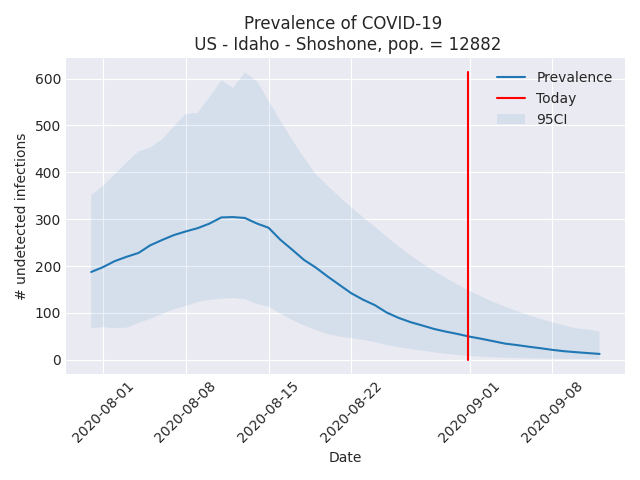 Prevalence of COVID-19
US - Idaho - Shoshone, pop. = 12882
Prevalence
Today
95CI
# undetected infections
600
500
400
300
200
100
0
2020-08-01
2020-08-08
2020-08-15
2020-08-22
2020-09-01
2020-09-08
Date